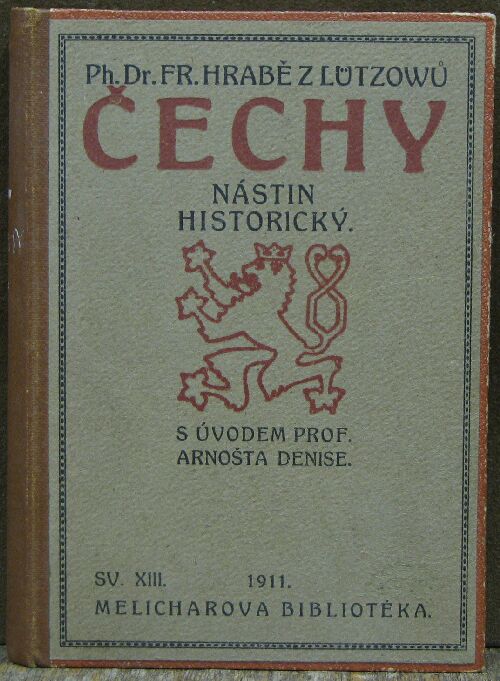 Ph. Dr. FR. HRABĚ Z LÜTZOWŮ
ČECHY
NÁSTIN
HISTORICKÝ.
S ÚVODEM PROF.
ARNOŠTA DENISE.
SV. XIII. 1911.
MELICHAROVA BIBLIOTÉKA.